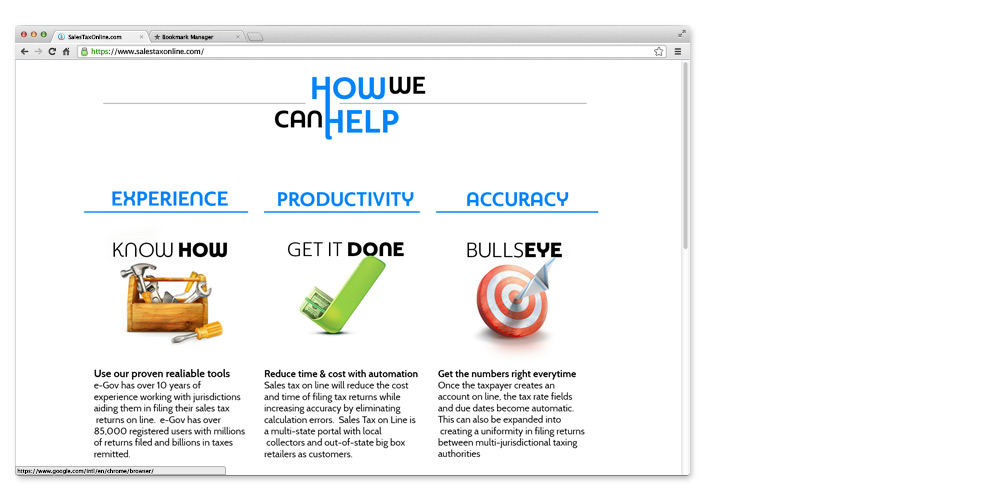 SalesTaxOnline.com
Bookmark Manager
https://www.salestaxonline.com/
HOW WE
CAN HELP
EXPERIENCE
KNOW HOW
Use our proven realiable tools
e-Gov has over 10 years of
experience working with jurisdictions
aiding them in filing their sales tax
returns on line. e-Gov has over
85,000 registered users with millions
of returns filed and billions in taxes
remitted.
PRODUCTIVITY
GET IT DONE
Reduce time & cost with automation
Sales tax on line will reduce the cost
and time of filing tax returns while
increasing accuracy by eliminating
calculation errors. Sales Tax on Line is
a multi-state portal with local
collectors and out-of-state big box
retailers as customers.
ACCURACY
BULLSEYE
Get the numbers right everytime
Once the taxpayer creates an
account on line, the tax rate fields
and due dates become automatic.
This can also be expanded into
creating a uniformity in filing returns
between multi-jurisdictional taxing
authorities
https://www.google.com/intl/en/chrome/browser/